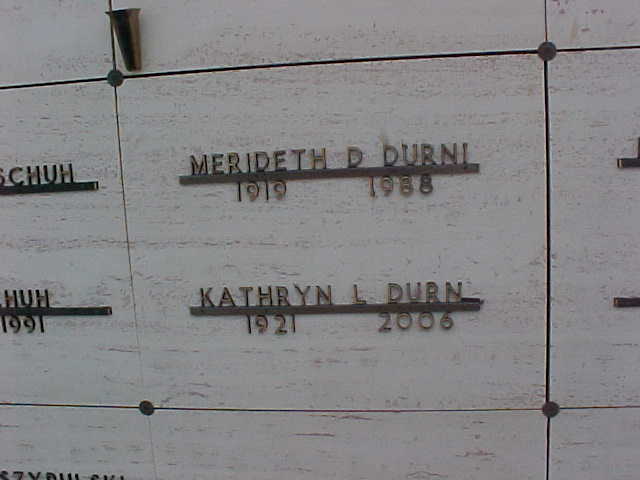 MERIDETH D DURNI
1919 1988
KATHRYN L DURN
1921 2006
SCHUH
HUH
1991